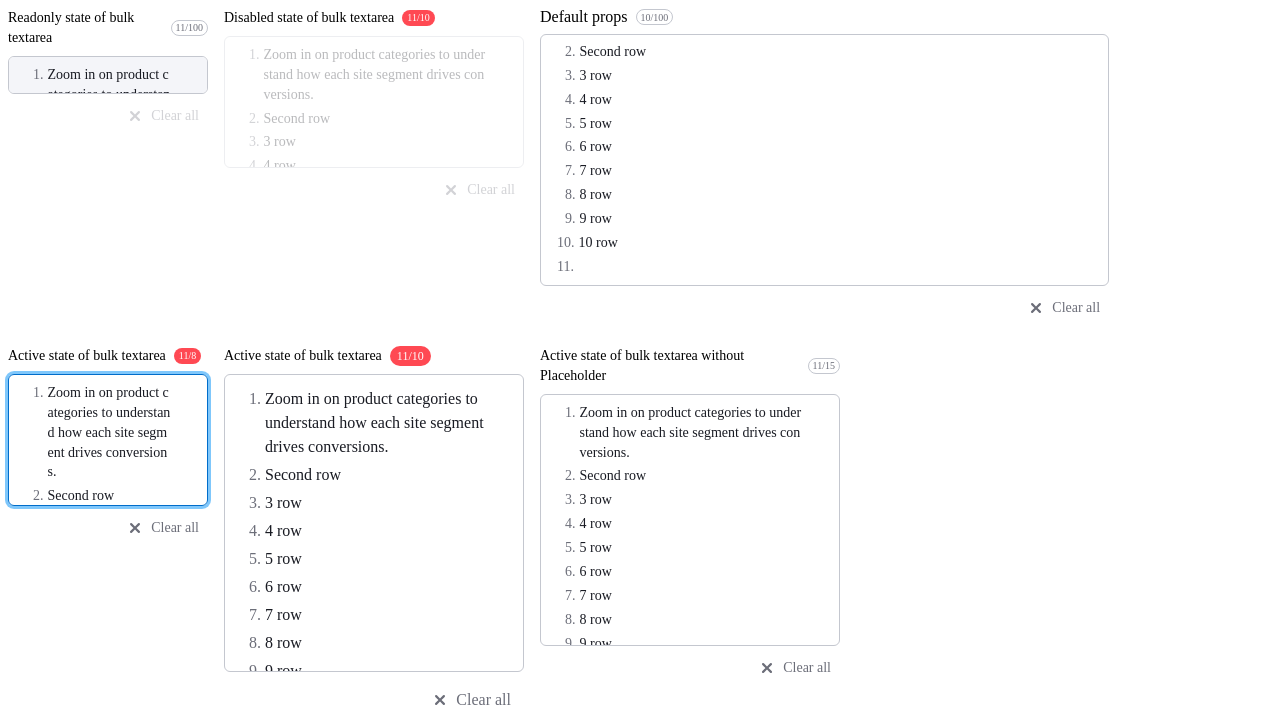 Readonly state of bulk
textarea
11/100
1. Zoom in on product c
ategories to understan
Clear all
Disabled state of bulk textarea 11/10
1. Zoom in on product categories to under
stand how each site segment drives con
versions.
2. Second row
3. 3 row
4. 4 row
Clear all
Default props 10/100
2. Second row
3. 3 row
4. 4 row
5. 5 row
6. 6 row
7. 7 row
8. 8 row
9. 9 row
10. 10 row
11.
Clear all
Active state of bulk textarea 11/8
1. Zoom in on product c
ategories to understan
d how each site segm
ent drives conversion
s.
2. Second row
Clear all
Active state of bulk textarea 11/10
1. Zoom in on product categories to
understand how each site segment
drives conversions.
2. Second row
3. 3 row
4. 4 row
5. 5 row
6. 6 row
7. 7 row
8. 8 row
9. 9 row
Clear all
Active state of bulk textarea without
Placeholder
11/15
1. Zoom in on product categories to under
stand how each site segment drives con
versions.
2. Second row
3. 3 row
4. 4 row
5. 5 row
6. 6 row
7. 7 row
8. 8 row
9. 9 row
Clear all